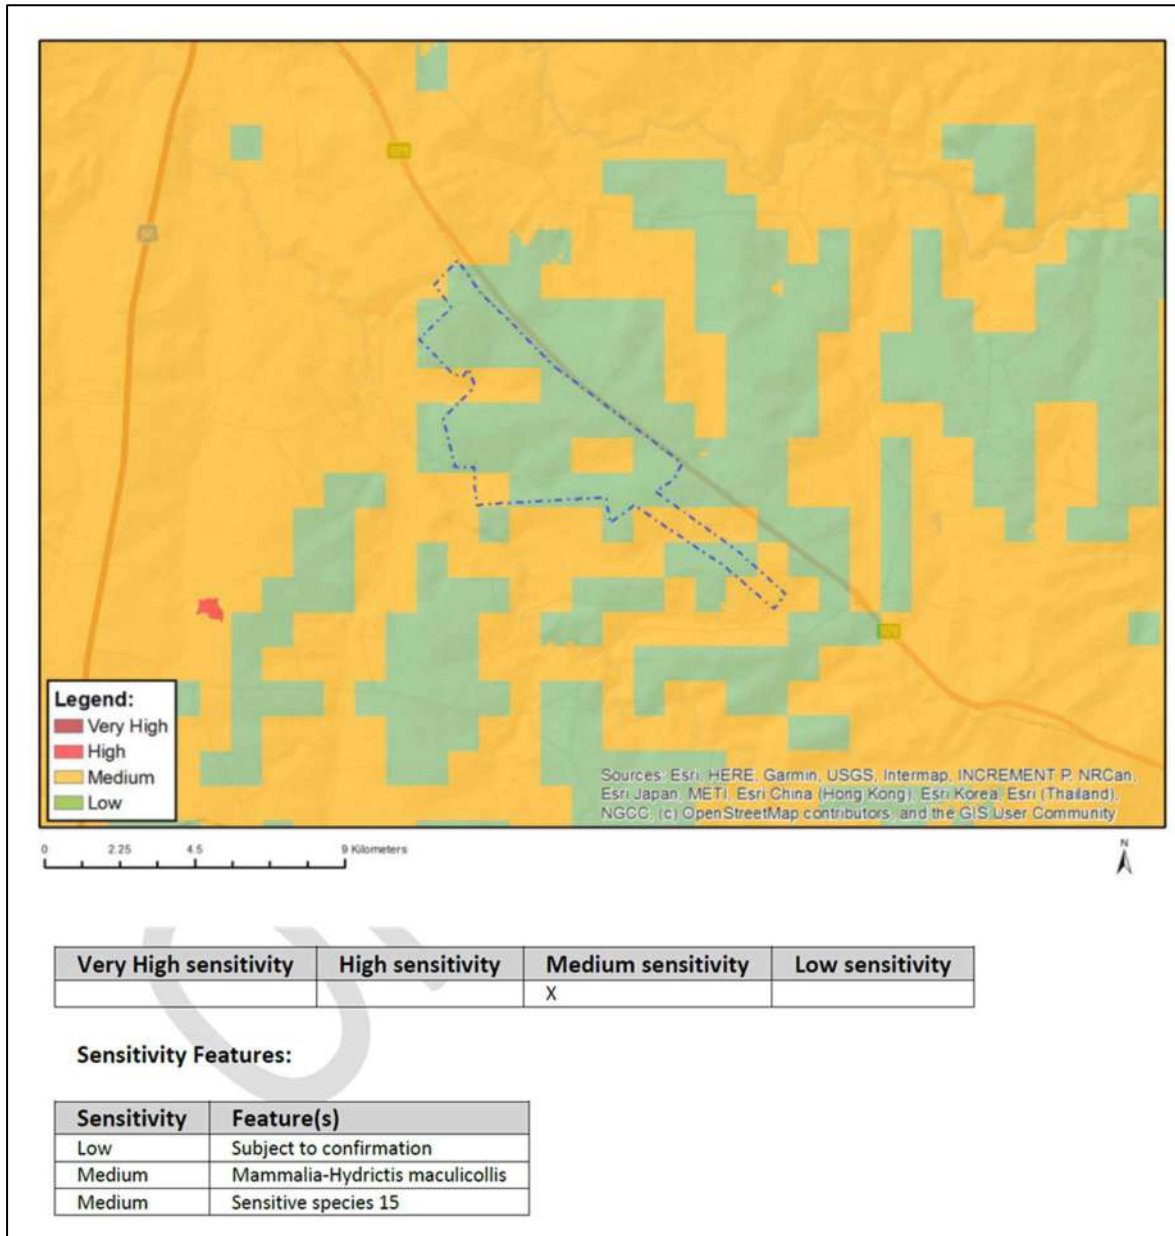 Legend:
Very High
High
Medium
Low
Sources: Esri, HERE, Garmin, USGS, Intermap, INCREMENT P, NRCan,
Esri Japan, METI, Esri China (Hong Kong), Esri Korea, Esri (Thailand),
NGCC, (c) OpenStreetMap contributors, and the GIS User Community
0 2.25 4.5 9 Kilometers
N
Very High sensitivity High sensitivity Medium sensitivity Low sensitivity
X
Sensitivity Features:
Sensitivity Feature(s)
Low Subject to confirmation
Medium Mammalia-Hydrictis maculicollis
Medium Sensitive species 15